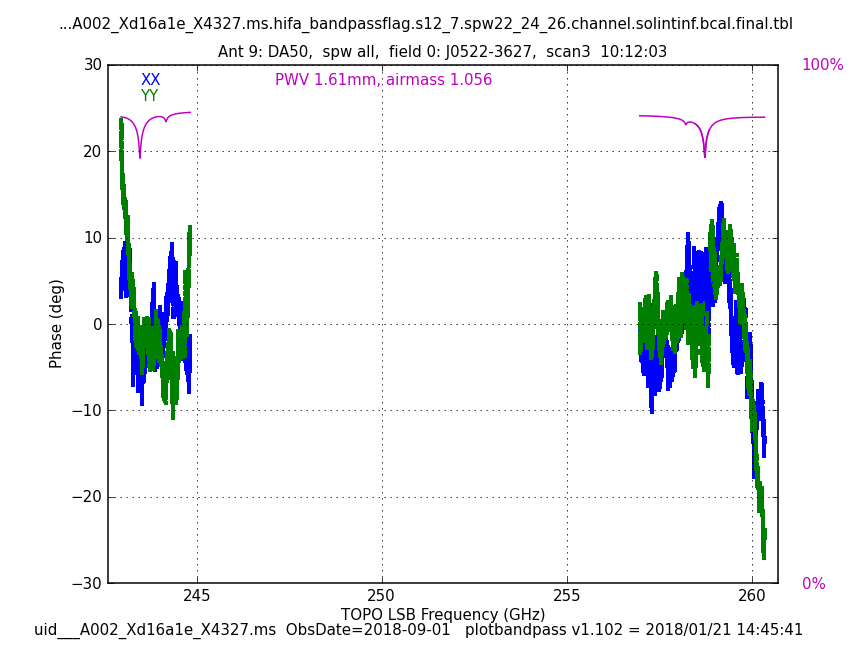 ...A002_Xd16a1e_X4327.ms.hifa_bandpassflag.s12_7.spw22_24_26.channel.solintinf.bcal.final.tbl
Ant 9: DA50,  spw all,  field 0: J0522-3627,  scan3  10:12:03
30
100%
XX
PWV 1.61mm, airmass 1.056
YY
20
10
Phase (deg)
0
−10
−20
−30
0%
245
250
255
260
TOPO LSB Frequency (GHz)
uid___A002_Xd16a1e_X4327.ms  ObsDate=2018-09-01   plotbandpass v1.102 = 2018/01/21 14:45:41